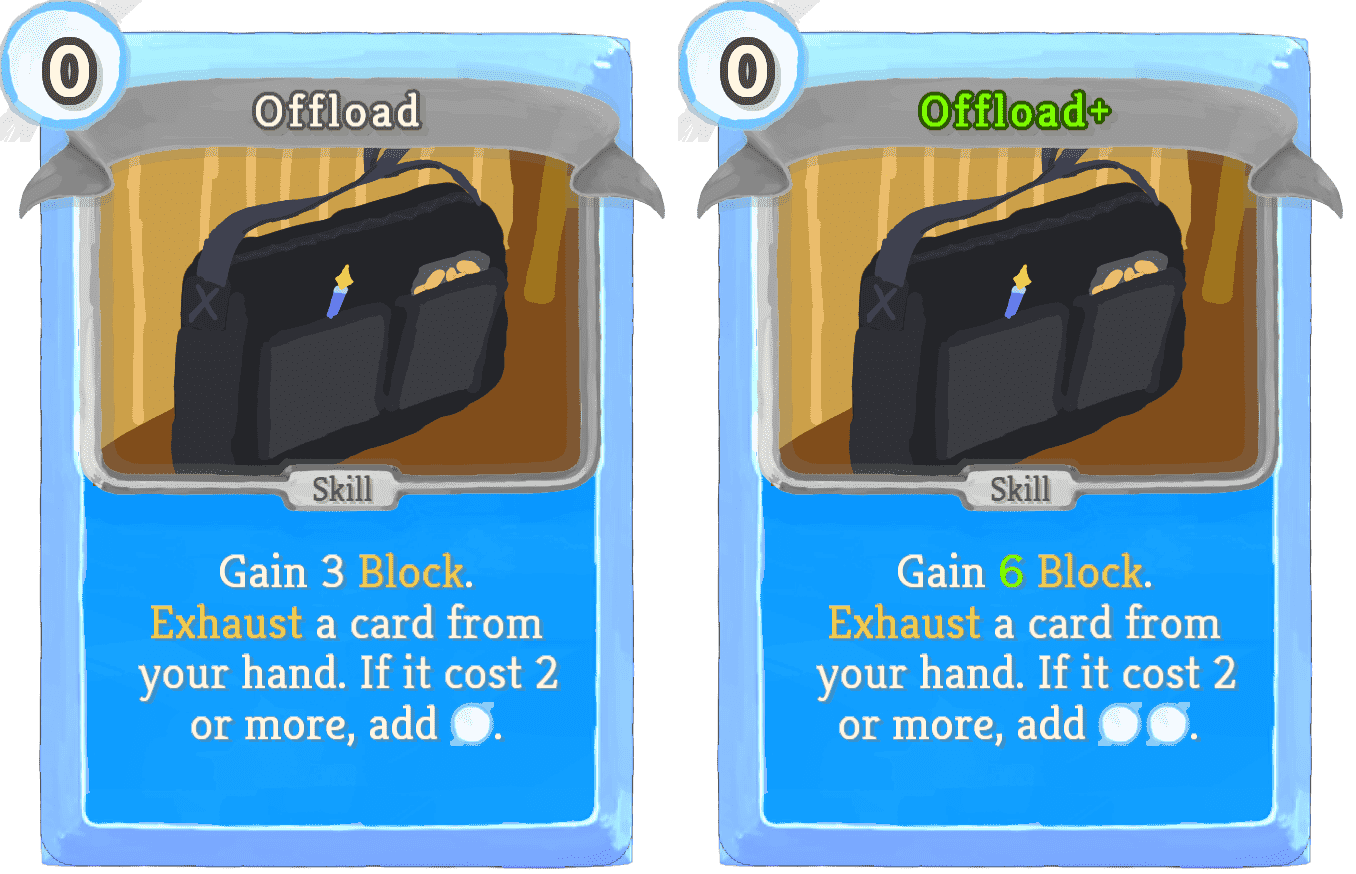 0
Offload
Skill
Gain 3 Block.
Exhaust a card from
your hand. If it cost 2
or more, add .
0
Offload+
Skill
Gain 6 Block.
Exhaust a card from
your hand. If it cost 2
or more, add .